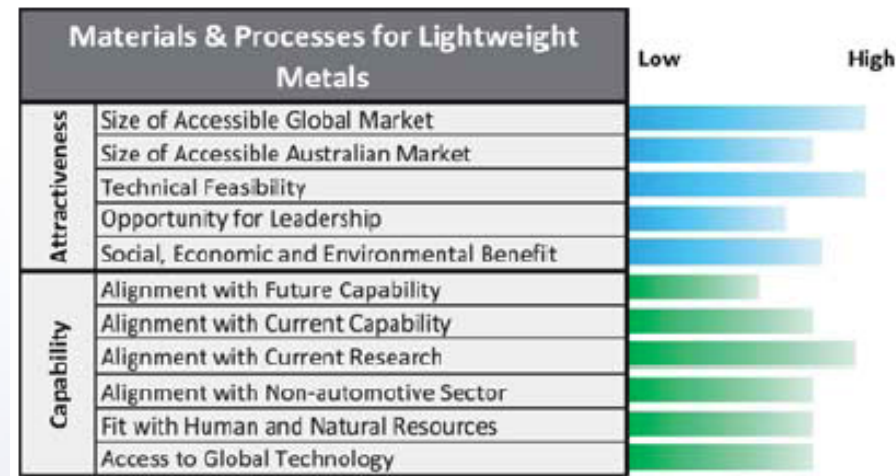 Materials & Processes for Lightweight
Metals
Low
High
Attractiveness
Size of Accessible Global Market
Size of Accessible Australian Market
Technical Feasibility
Opportunity for Leadership
Social, Economic and Environmental Benefit
Capability
Alignment with Future Capability
Alignment with Current Capability
Alignment with Current Research
Alignment with Non-automotive Sector
Fit with Human and Natural Resources
Access to Global Technology